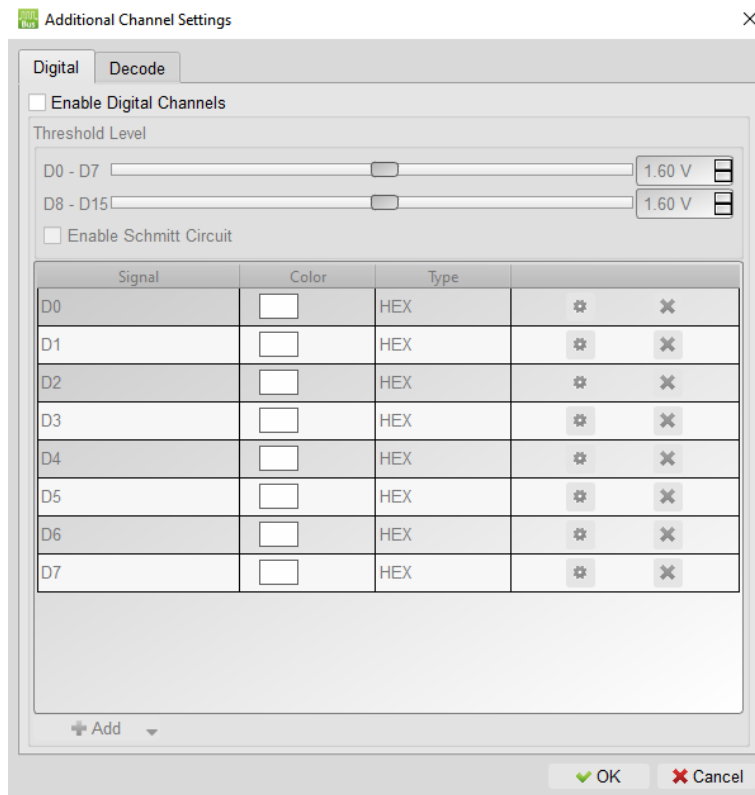 Bus Additional Channel Settings
Digital Decode
Enable Digital Channels
Threshold Level
D0 - D7 1.60 V
D8 - D15 1.60 V
Enable Schmitt Circuit
Signal Color Type
D0 HEX
D1 HEX
D2 HEX
D3 HEX
D4 HEX
D5 HEX
D6 HEX
D7 HEX
Add
OK Cancel